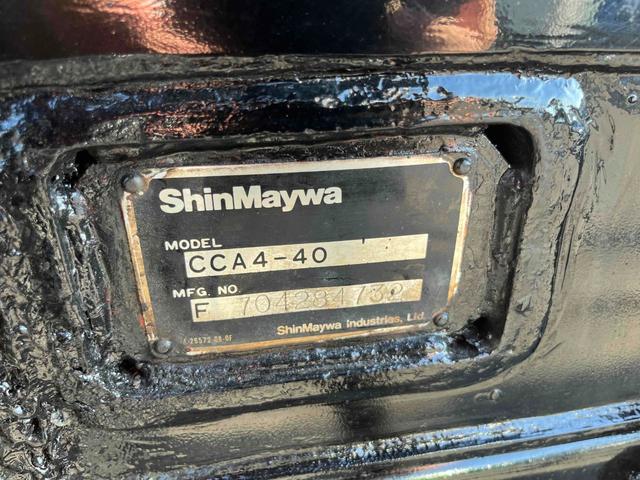 ShinMaywa
MODEL
CCA4-40
MFG. NO.
F 704284732
ShinMaywa Industries, Ltd.